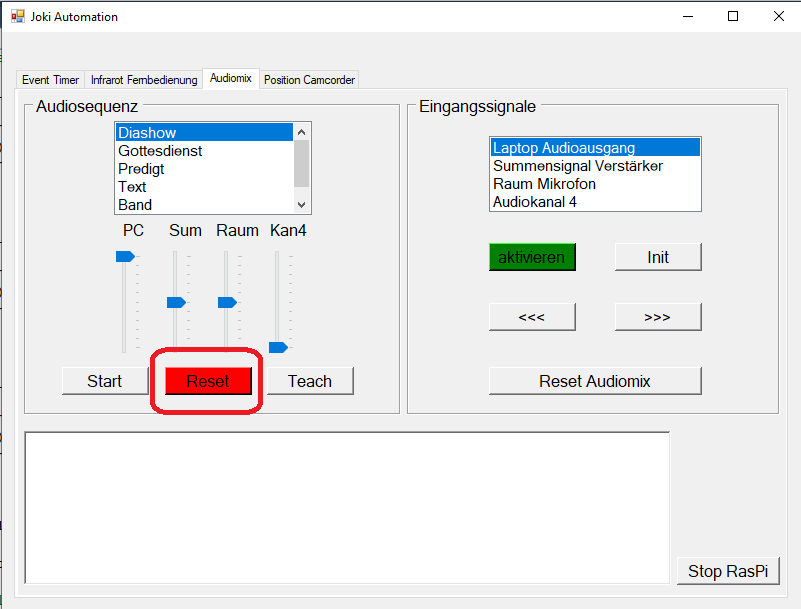 Joki Automation
Event Timer Infrarot Fernbedienung Audiomix Position Camcorder
Audiosequenz
Diashow
Gottesdienst
Predigt
Text
Band
PC Sum Raum Kan4
Start Reset Teach
Eingangssignale
Laptop Audioausgang
Summensignal Verstärker
Raum Mikrofon
Audiokanal 4
aktivieren Init
<<< >>>
Reset Audiomix
Stop RasPi